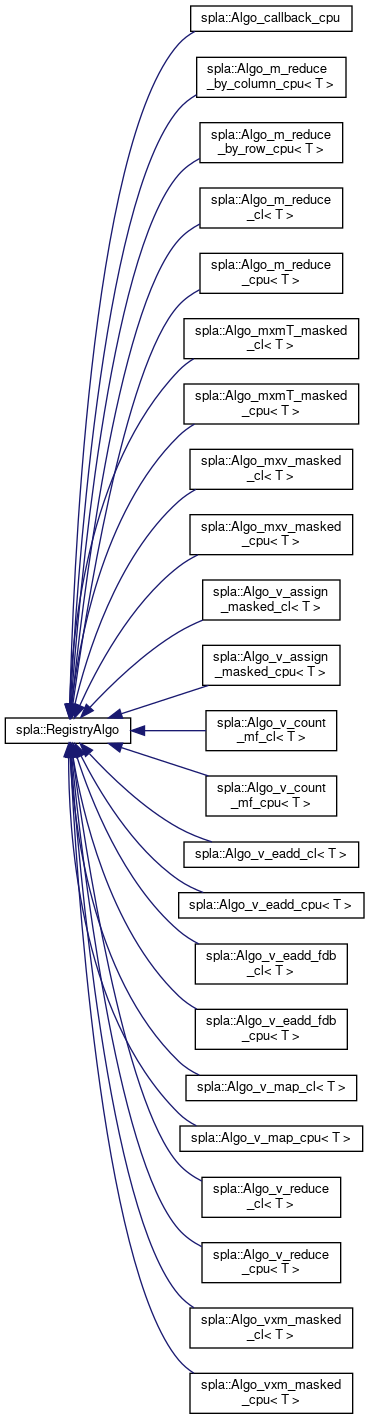 spla::Algo_callback_cpu
spla::Algo_m_reduce
_by_column_cpu< T >
spla::Algo_m_reduce
_by_row_cpu< T >
spla::Algo_m_reduce
_cl< T >
spla::Algo_m_reduce
_cpu< T >
spla::Algo_mxmT_masked
_cl< T >
spla::Algo_mxmT_masked
_cpu< T >
spla::Algo_mxv_masked
_cl< T >
spla::Algo_mxv_masked
_cpu< T >
spla::Algo_v_assign
_masked_cl< T >
spla::Algo_v_assign
_masked_cpu< T >
spla::RegistryAlgo
spla::Algo_v_count
_mf_cl< T >
spla::Algo_v_count
_mf_cpu< T >
spla::Algo_v_eadd_cl< T >
spla::Algo_v_eadd_cpu< T >
spla::Algo_v_eadd_fdb
_cl< T >
spla::Algo_v_eadd_fdb
_cpu< T >
spla::Algo_v_map_cl< T >
spla::Algo_v_map_cpu< T >
spla::Algo_v_reduce
_cl< T >
spla::Algo_v_reduce
_cpu< T >
spla::Algo_vxm_masked
_cl< T >
spla::Algo_vxm_masked
_cpu< T >